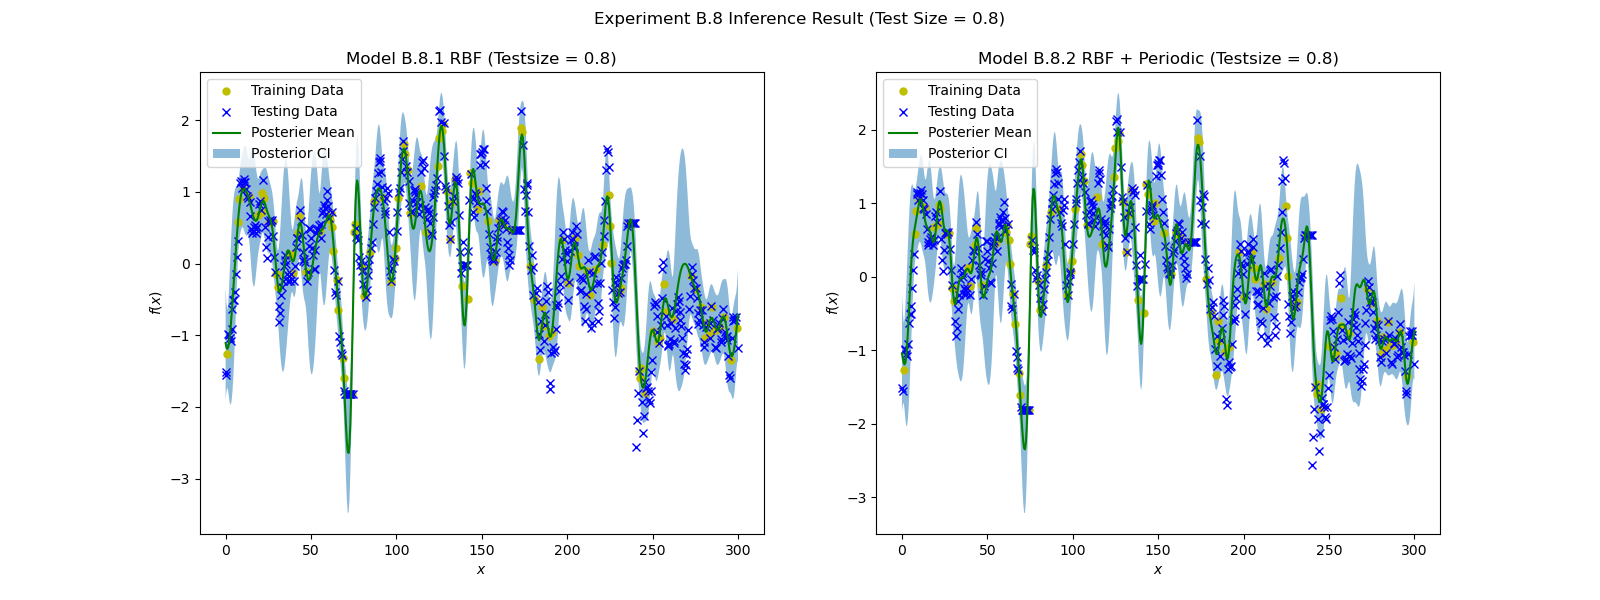 Experiment B.8 Inference Result (Test Size = 0.8)
Model B.8.1 RBF (Testsize = 0.8)
Training Data
Testing Data
Posterier Mean
Posterior CI
2
1
0
−1
−2
−3
f(x)
0
50
100
150
200
250
300
x
Model B.8.2 RBF + Periodic (Testsize = 0.8)
Training Data
Testing Data
Posterier Mean
Posterior CI
2
1
0
−1
−2
−3
f(x)
0
50
100
150
200
250
300
x